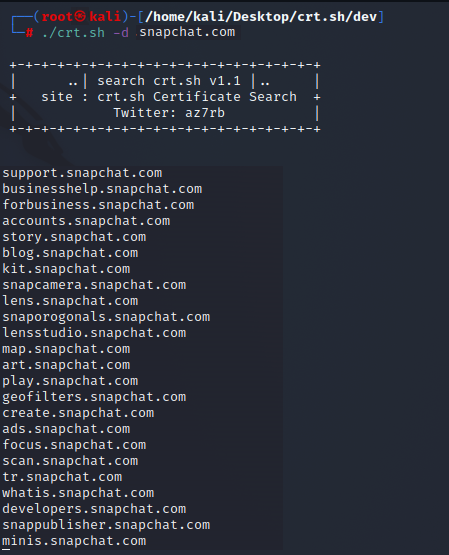 ┌──(root㉿kali)-[/home/kali/Desktop/crt.sh/dev]
└─# ./crt.sh -d snapchat.com
+-+-+-+-+-+-+-+-+-+-+-+-+-+-+-+-+-+-+-+
| ..| search crt.sh v1.1 |.. |
+ site : crt.sh Certificate Search +
| Twitter: az7rb |
+-+-+-+-+-+-+-+-+-+-+-+-+-+-+-+-+-+-+-+
support.snapchat.com
businesshelp.snapchat.com
forbusiness.snapchat.com
accounts.snapchat.com
story.snapchat.com
blog.snapchat.com
kit.snapchat.com
snapcamera.snapchat.com
lens.snapchat.com
snaporogonals.snapchat.com
lensstudio.snapchat.com
map.snapchat.com
art.snapchat.com
play.snapchat.com
geofilters.snapchat.com
create.snapchat.com
ads.snapchat.com
focus.snapchat.com
scan.snapchat.com
tr.snapchat.com
whatis.snapchat.com
developers.snapchat.com
snappublisher.snapchat.com
minis.snapchat.com